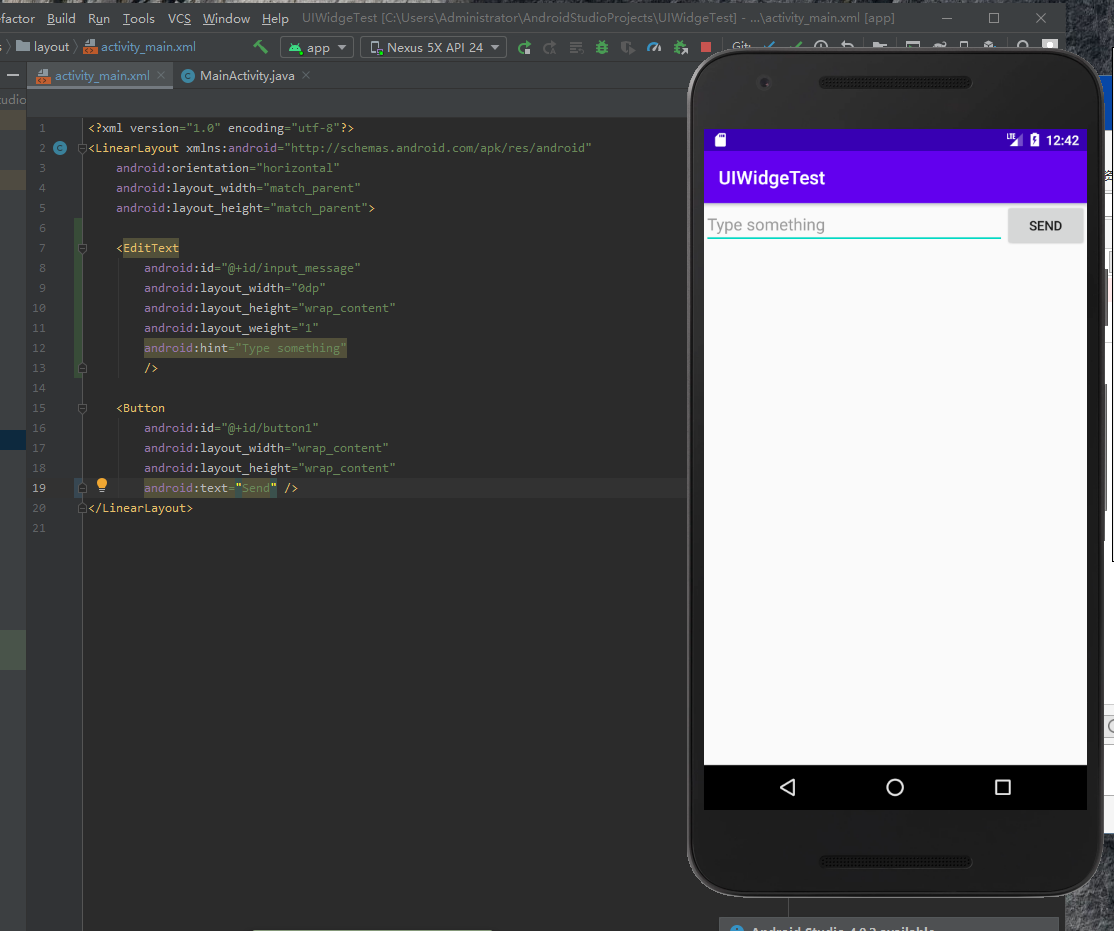 efactor Build Run Tools VCS Window Help UIWidgeTest [C:\Users\Administrator\AndroidStudioProjects\UIWidgeTest] - ...\activity_main.xml [app]
s layout activity_main.xml app Nexus 5X API 24 Git:
activity_main.xml MainActivity.java
tudio
1 <?xml version="1.0" encoding="utf-8"?>
2 <LinearLayout xmlns:android="http://schemas.android.com/apk/res/android"
3 android:orientation="horizontal"
4 android:layout_width="match_parent"
5 android:layout_height="match_parent">
6
7 <EditText
8 android:id="@+id/input_message"
9 android:layout_width="0dp"
10 android:layout_height="wrap_content"
11 android:layout_weight="1"
12 android:hint="Type something"
13 />
14
15 <Button
16 android:id="@+id/button1"
17 android:layout_width="wrap_content"
18 android:layout_height="wrap_content"
19 android:text="Send" />
20 </LinearLayout>
21
LTE 12:42
UIWidgeTest
Type something SEND